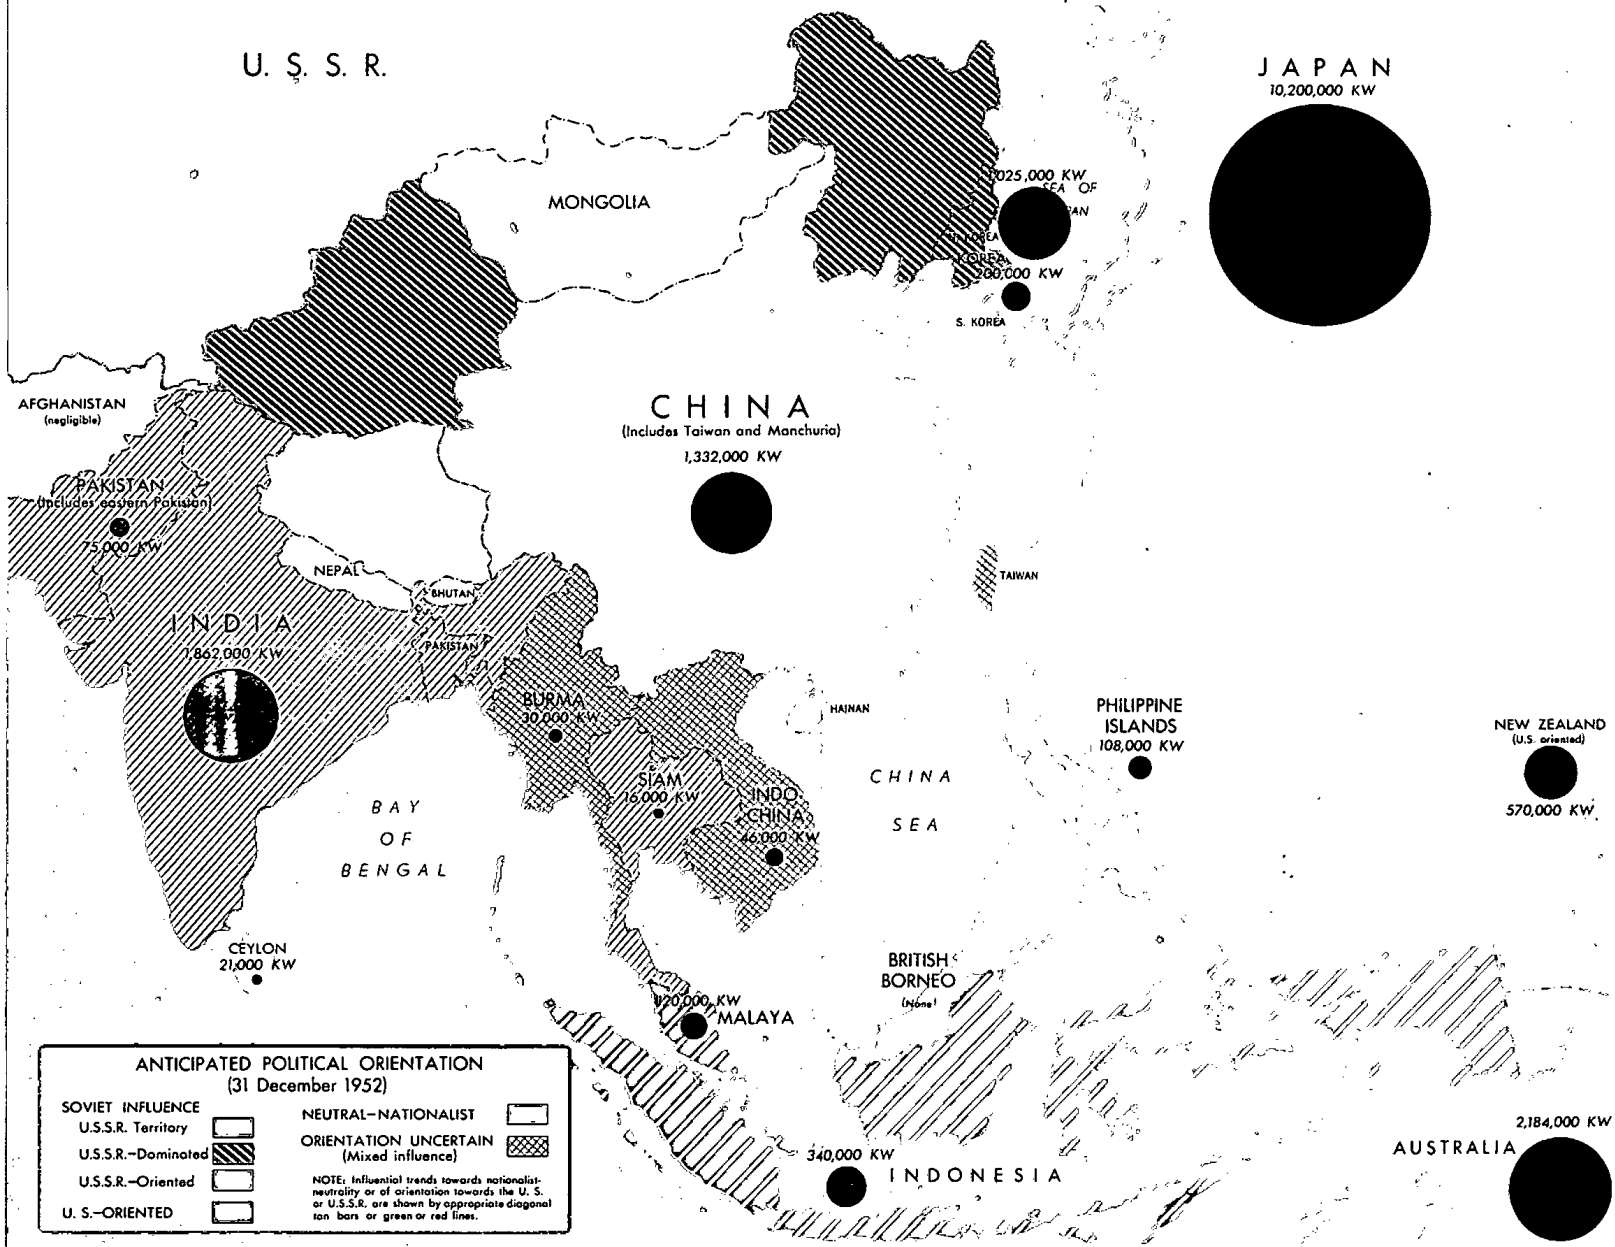 U. S. S. R.
JAPAN
10,200,000 KW
MONGOLIA
025,000 KW
SEA OF
PAN
N. KOREA
KOREA
200,000 KW
S. KOREA
AFGHANISTAN
(negligible)
CHINA
(Includes Taiwan and Manchuria)
1,332,000 KW
PAKISTAN
(Includes eastern Pakistan)
75,000 KW
NEPAL
BHUTAN
TAIWAN
INDIA
1,862,000 KW
PAKISTAN
BURMA
30,000 KW
HAINAN
PHILIPPINE
ISLANDS
108,000 KW
NEW ZEALAND
(U.S. oriented)
570,000 KW
SIAM
16,000 KW
INDO
CHINA
46,000 KW
CHINA
SEA
BAY
OF
BENGAL
CEYLON
21,000 KW
BRITISH
BORNEO
(None)
120,000 KW
MALAYA
340,000 KW
INDONESIA
2,184,000 KW
AUSTRALIA
ANTICIPATED POLITICAL ORIENTATION
(31 December 1952)
SOVIET INFLUENCE
U.S.S.R. Territory
U.S.S.R.-Dominated
U.S.S.R.-Oriented
U. S.-ORIENTED
NEUTRAL-NATIONALIST
ORIENTATION UNCERTAIN
(Mixed influence)
NOTE: Influential trends towards nationalist-
neutrality or of orientation towards the U. S.
or U.S.S.R. are shown by appropriate diagonal
tan bars or green or red lines.